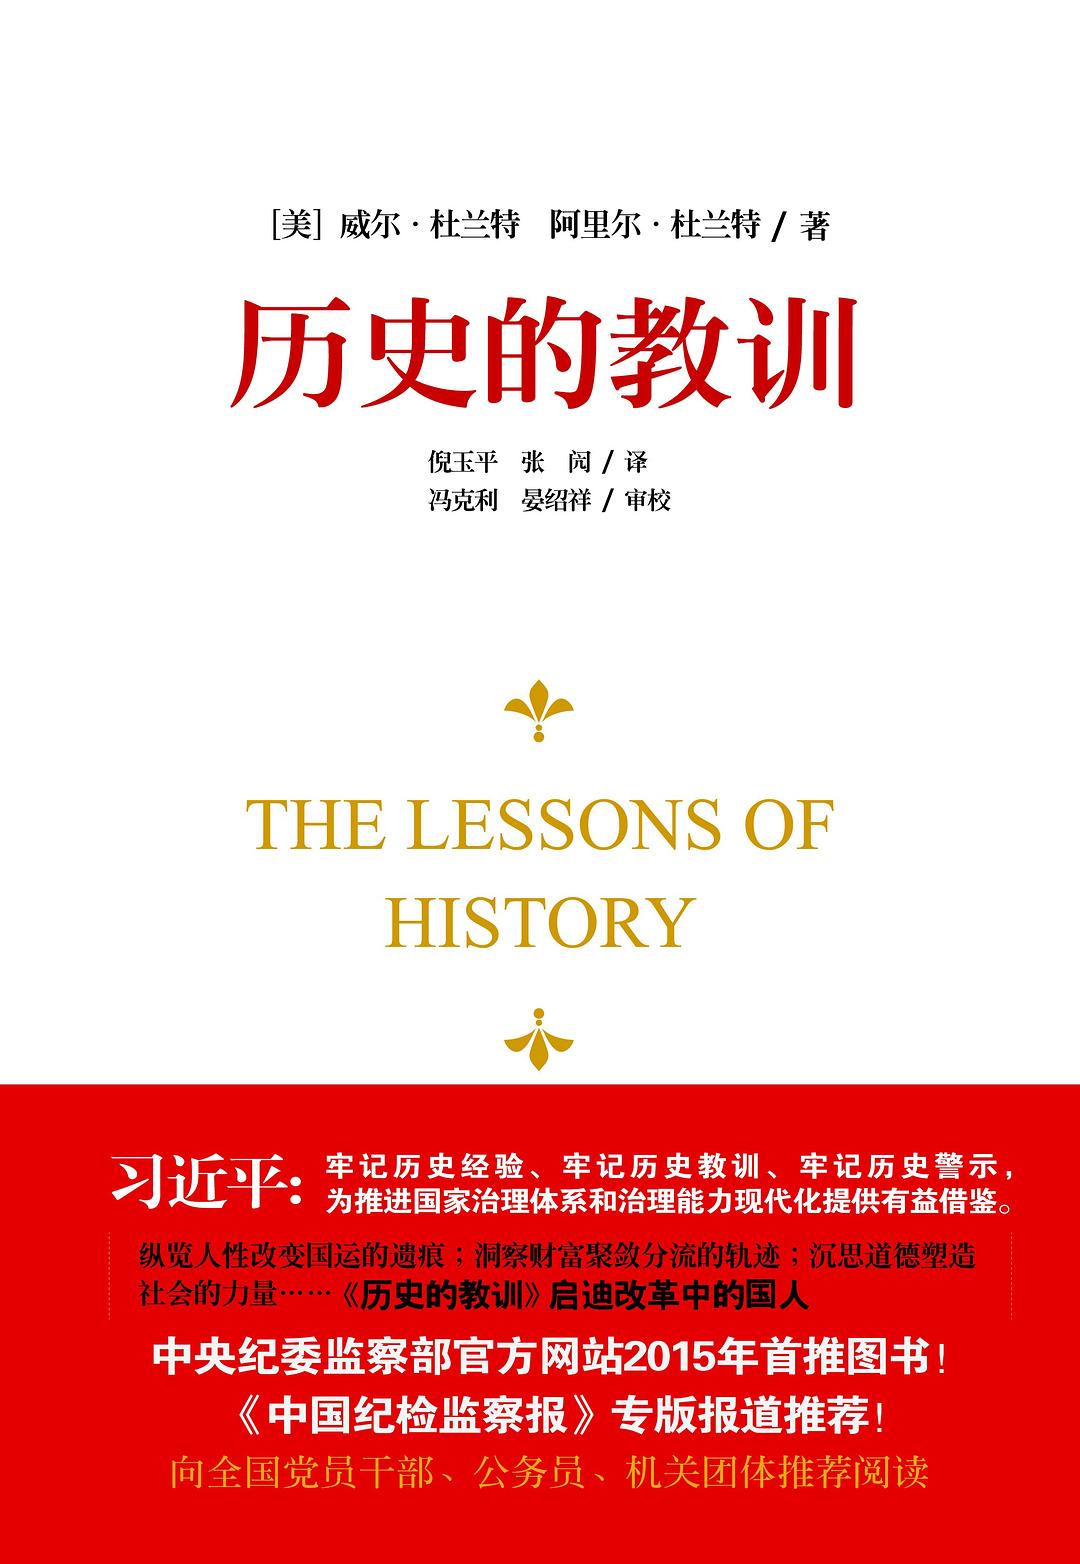 [美] 威尔·杜兰特 阿里尔·杜兰特 / 著
历史的教训
倪玉平 张 闶 / 译
冯克利 晏绍祥 / 审校
THE LESSONS OF
HISTORY
习近平:
牢记历史经验、牢记历史教训、牢记历史警示，
为推进国家治理体系和治理能力现代化提供有益借鉴。
纵览人性改变国运的遗痕；洞察财富聚敛分流的轨迹；沉思道德塑造
社会的力量……《历史的教训》启迪改革中的国人
中央纪委监察部官方网站2015年首推图书！
《中国纪检监察报》专版报道推荐！
向全国党员干部、公务员、机关团体推荐阅读